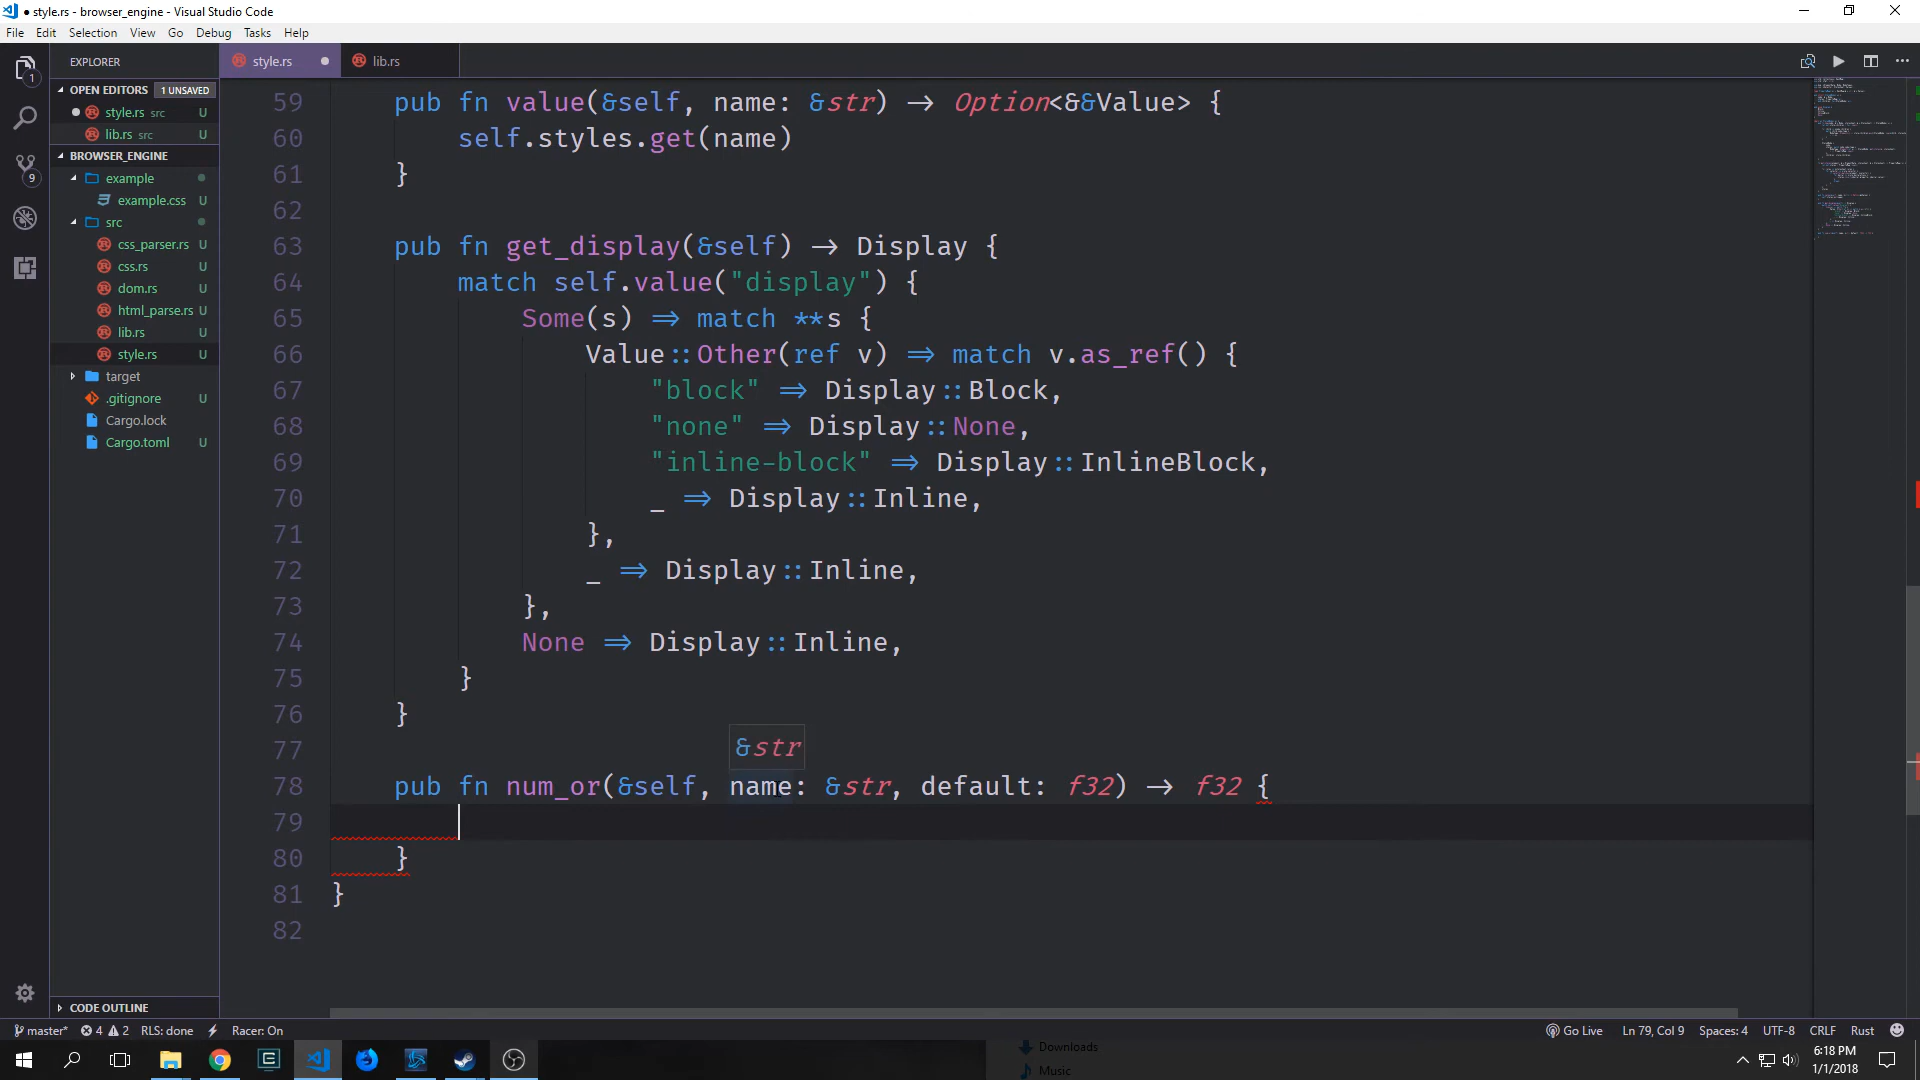 ● style.rs - browser_engine - Visual Studio Code
File Edit Selection View Go Debug Tasks Help
EXPLORER
OPEN EDITORS 1 UNSAVED
style.rs src U
lib.rs src U
BROWSER_ENGINE
example
example.css U
src
css_parser.rs U
css.rs U
dom.rs U
html_parse.rs U
lib.rs U
style.rs U
target
.gitignore U
Cargo.lock
Cargo.toml U
CODE OUTLINE
1
9
style.rs lib.rs
59 pub fn value(&self, name: &str) → Option<&&Value> {
60 self.styles.get(name)
61 }
62
63 pub fn get_display(&self) → Display {
64 match self.value("display") {
65 Some(s) ⇒ match **s {
66 Value::Other(ref v) ⇒ match v.as_ref() {
67 "block" ⇒ Display::Block,
68 "none" ⇒ Display::None,
69 "inline-block" ⇒ Display::InlineBlock,
70 _ ⇒ Display::Inline,
71 },
72 _ ⇒ Display::Inline,
73 },
74 None ⇒ Display::Inline,
75 }
76 }
77
&str
78 pub fn num_or(&self, name: &str, default: f32) → f32 {
79
80 }
81 }
82
master* 4 2 RLS: done Racer: On Go Live Ln 79, Col 9 Spaces: 4 UTF-8 CRLF Rust
Downloads
Music
6:18 PM
1/1/2018